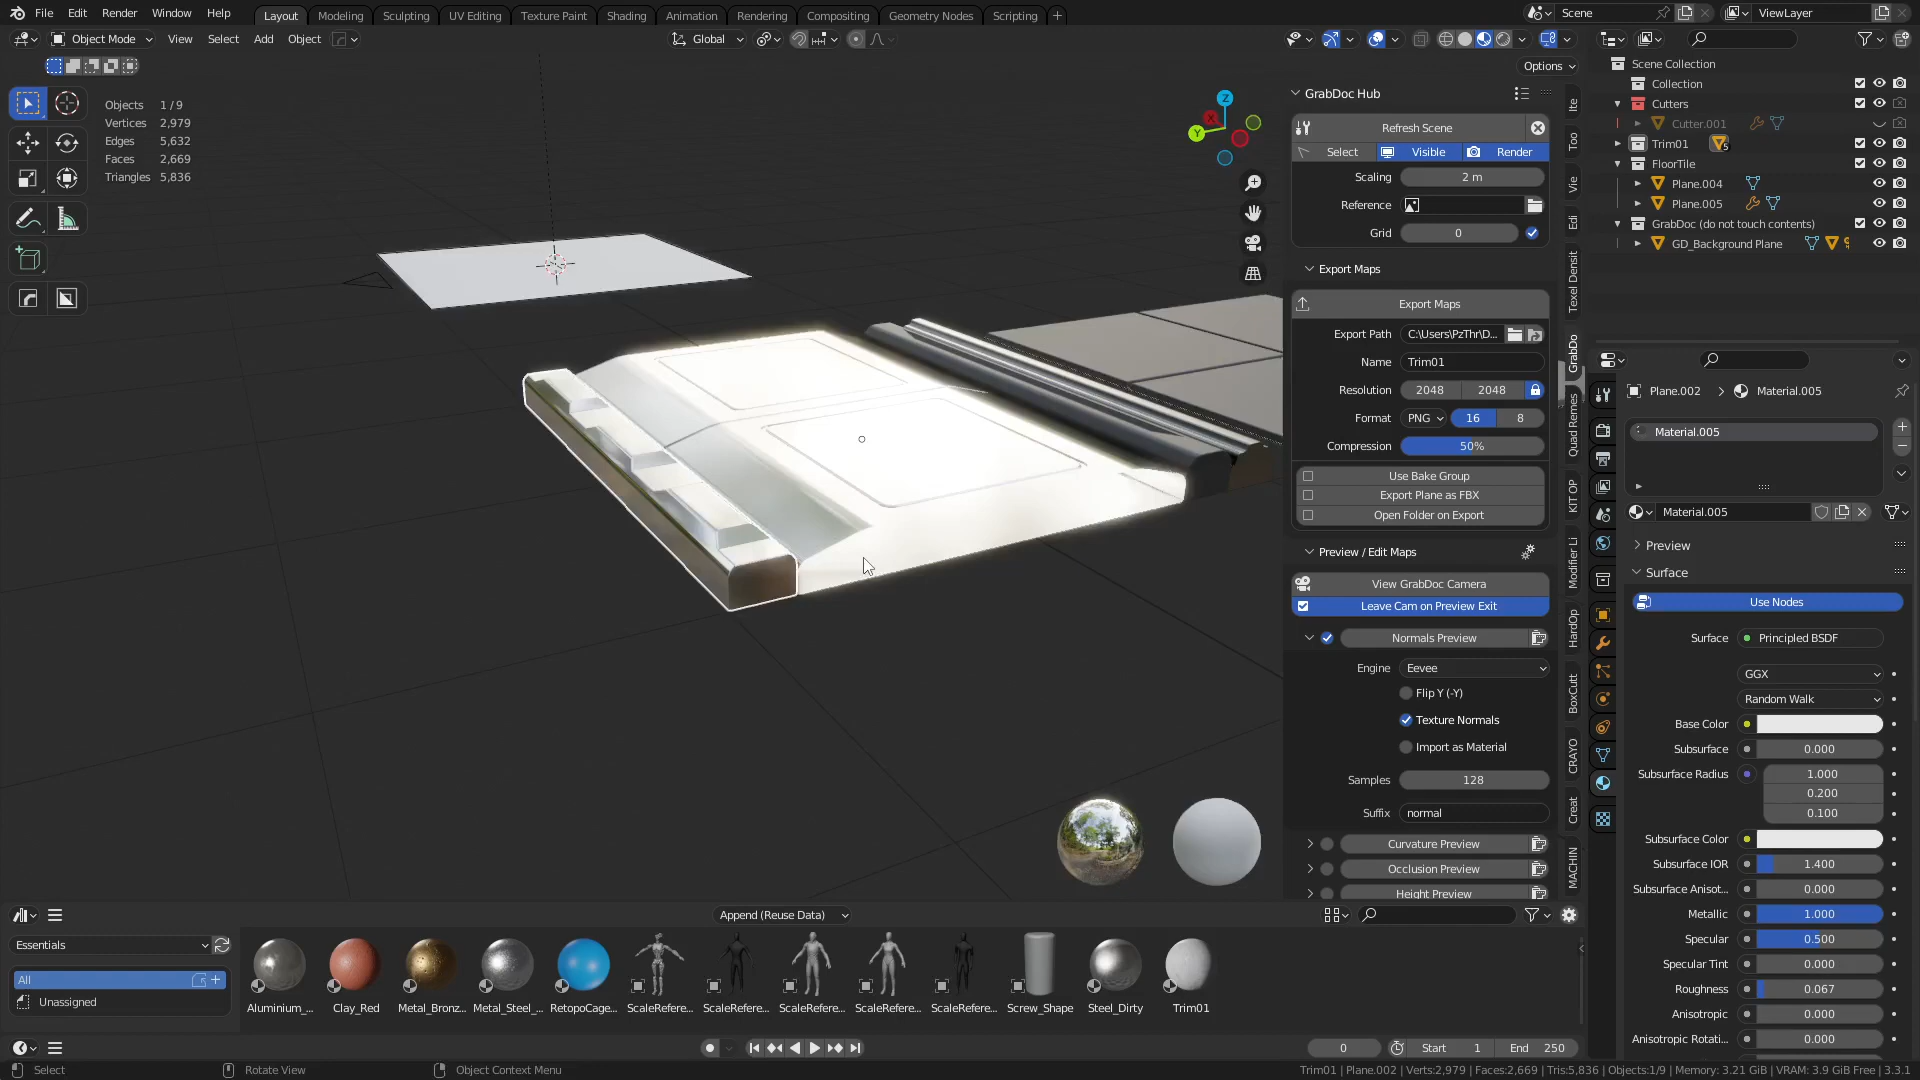 File Edit Render Window Help
Layout Modeling Sculpting UV Editing Texture Paint Shading Animation Rendering Compositing Geometry Nodes Scripting +
Scene
ViewLayer
Object Mode View Select Add Object
Global
Options
Objects 1 / 9
Vertices 2,979
Edges 5,632
Faces 2,669
Triangles 5,836
Z
X
Y
GrabDoc Hub
Refresh Scene
Select Visible Render
Scaling 2 m
Reference
Grid 0
Export Maps
Export Maps
Export Path C:\Users\PzThr\D...
Name Trim01
Resolution 2048 2048
Format PNG 16 8
Compression 50%
Use Bake Group
Export Plane as FBX
Open Folder on Export
Preview / Edit Maps
View GrabDoc Camera
Leave Cam on Preview Exit
Normals Preview
Engine Eevee
Flip Y (-Y)
Texture Normals
Import as Material
Samples 128
Suffix normal
Curvature Preview
Occlusion Preview
Height Preview
Ite
Too
Vie
Edi
Texel Densit
GrabDo
Quad Remes
KIT OP
Modifier Li
HardOp
BoxCutt
CRAYO
Creat
MACHIN
Scene Collection
Collection
Cutters
Cutter.001
Trim01 5
FloorTile
Plane.004
Plane.005
GrabDoc (do not touch contents)
GD_Background Plane
Plane.002 Material.005
Material.005
Material.005
Preview
Surface
Use Nodes
Surface Principled BSDF
GGX
Random Walk
Base Color
Subsurface 0.000
Subsurface Radius 1.000
0.200
0.100
Subsurface Color
Subsurface IOR 1.400
Subsurface Anisot... 0.000
Metallic 1.000
Specular 0.500
Specular Tint 0.000
Roughness 0.067
Anisotropic 0.000
Anisotropic Rotati... 0.000
Append (Reuse Data)
Essentials
All
Unassigned
Aluminium_... Clay_Red Metal_Bronz... Metal_Steel_... RetopoCage... ScaleRefere... ScaleRefere... ScaleRefere... ScaleRefere... ScaleRefere... Screw_Shape Steel_Dirty Trim01
0 Start 1 End 250
Select Rotate View Object Context Menu
Trim01 | Plane.002 | Verts:2,979 | Faces:2,669 | Tris:5,836 | Objects:1/9 | Memory: 3.21 GiB | VRAM: 3.9 GiB Free | 3.3.1